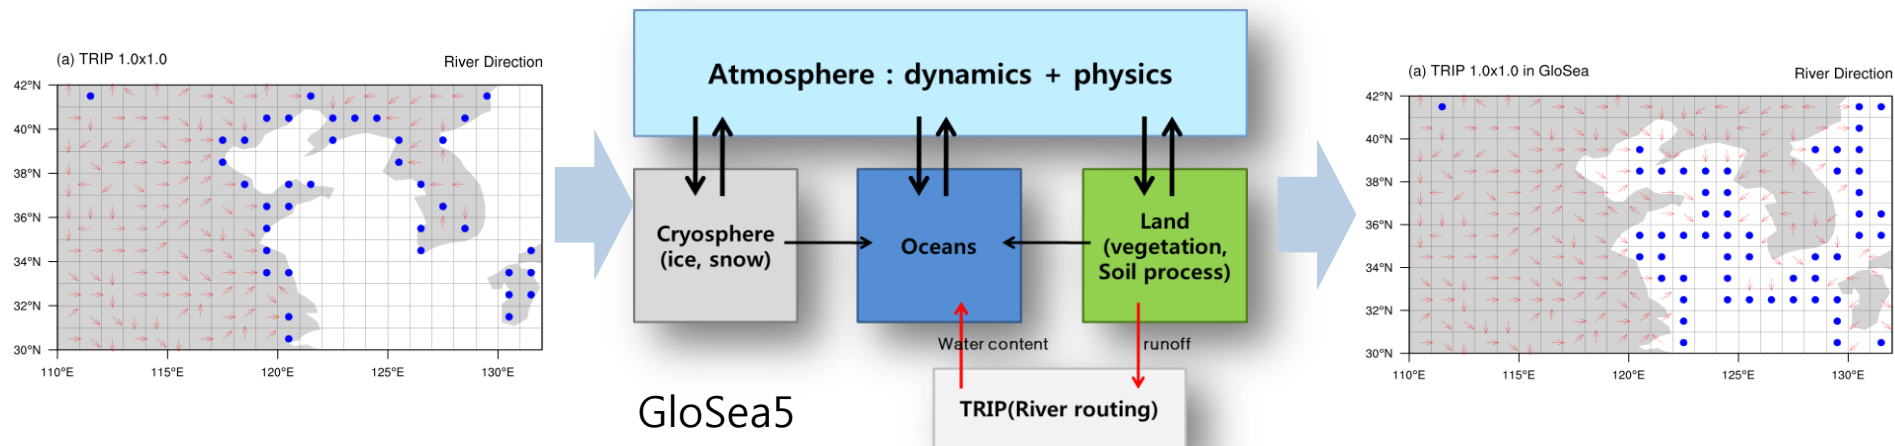 (a) TRIP 1.0x1.0
River Direction
42°N
40°N
38°N
36°N
34°N
32°N
30°N
110°E
115°E
120°E
125°E
130°E
Atmosphere : dynamics + physics
Cryosphere
(ice, snow)
Oceans
Land
(vegetation,
Soil process)
Water content
runoff
TRIP(River routing)
GloSea5
(a) TRIP 1.0x1.0 in GloSea
River Direction
42°N
40°N
38°N
36°N
34°N
32°N
30°N
110°E
115°E
120°E
125°E
130°E